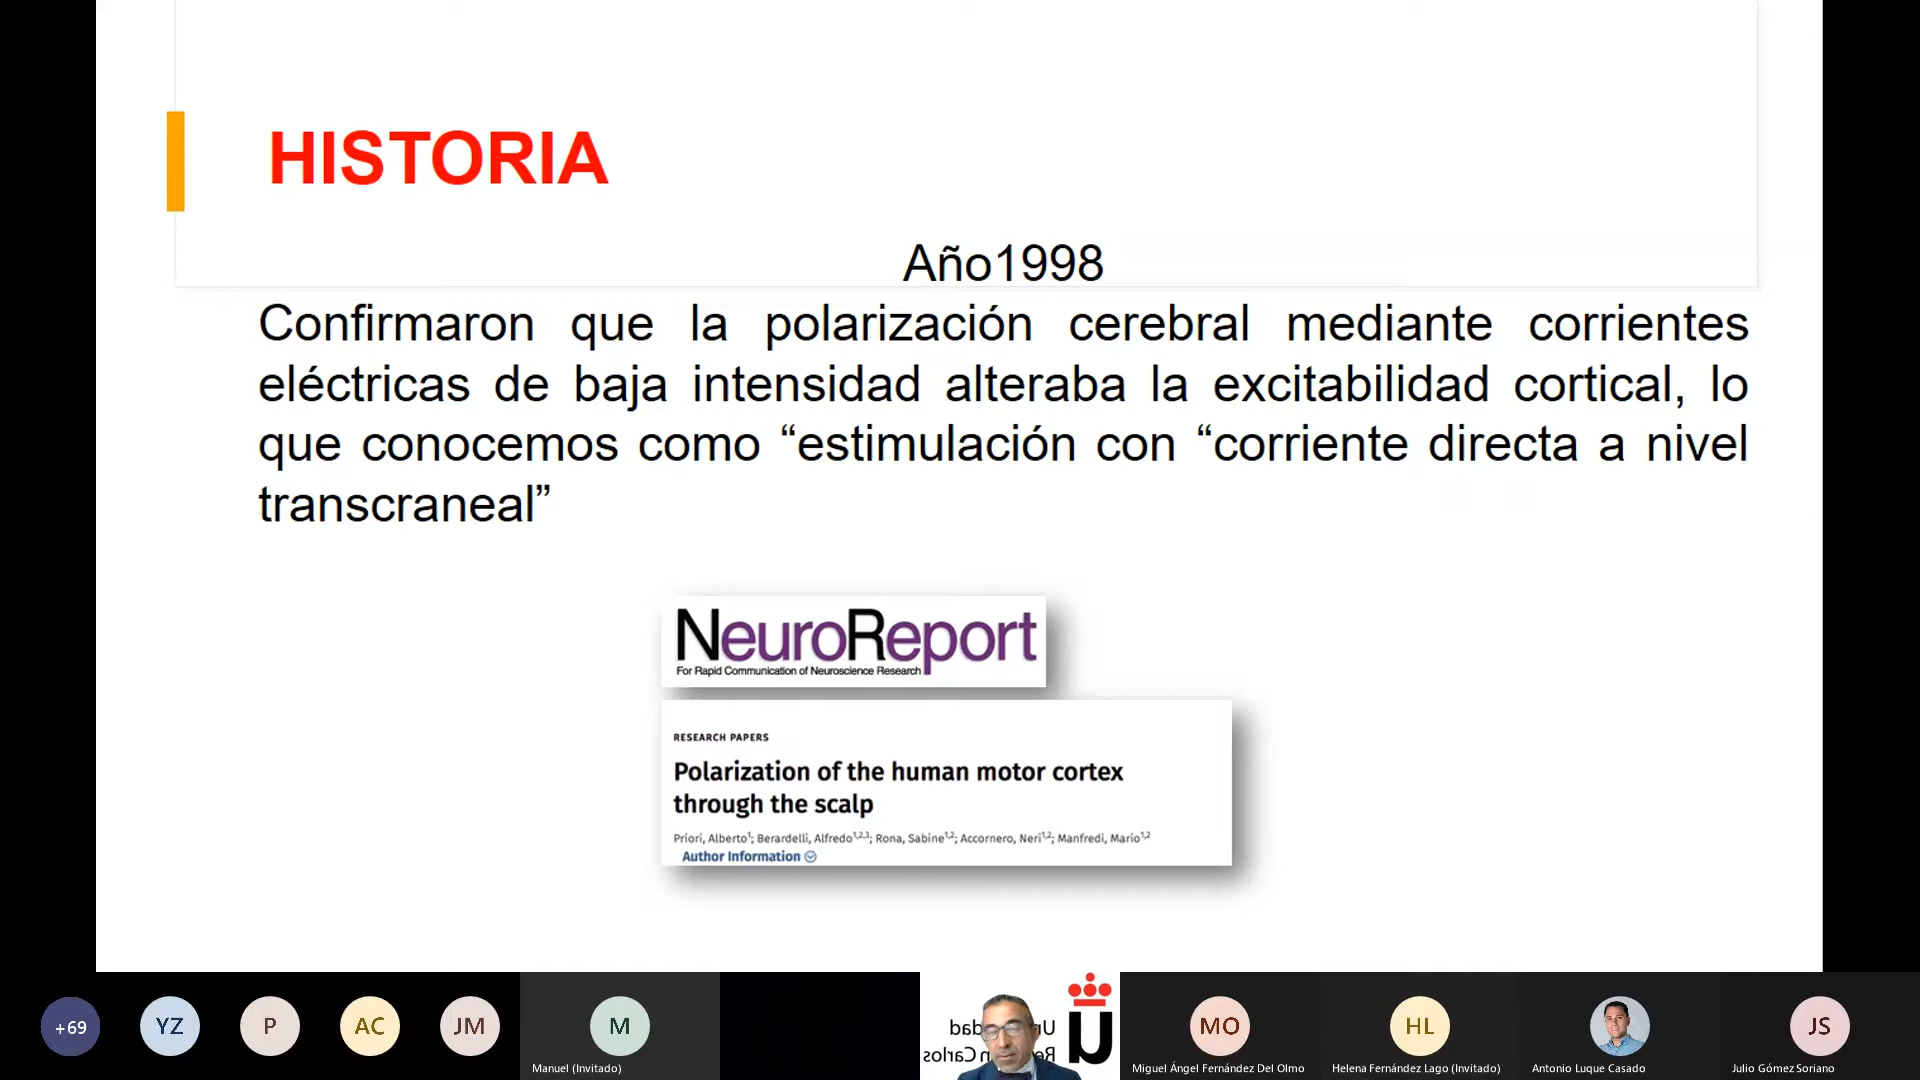 HISTORIA
Año1998
Confirmaron que la polarización cerebral mediante corrientes
eléctricas de baja intensidad alteraba la excitabilidad cortical, lo
que conocemos como “estimulación con “corriente directa a nivel
transcraneal”
NeuroReport
For Rapid Communication of Neuroscience Research
RESEARCH PAPERS
Polarization of the human motor cortex
through the scalp
Priori, Alberto1; Berardelli, Alfredo1,2,3; Rona, Sabine1,2; Accornero, Neri1,2; Manfredi, Mario1,2
Author Information
+69
YZ
P
AC
JM
M
Manuel (Invitado)
U
MO
Miguel Ángel Fernández Del Olmo
HL
Helena Fernández Lago (Invitado)
Antonio Luque Casado
JS
Julio Gómez Soriano